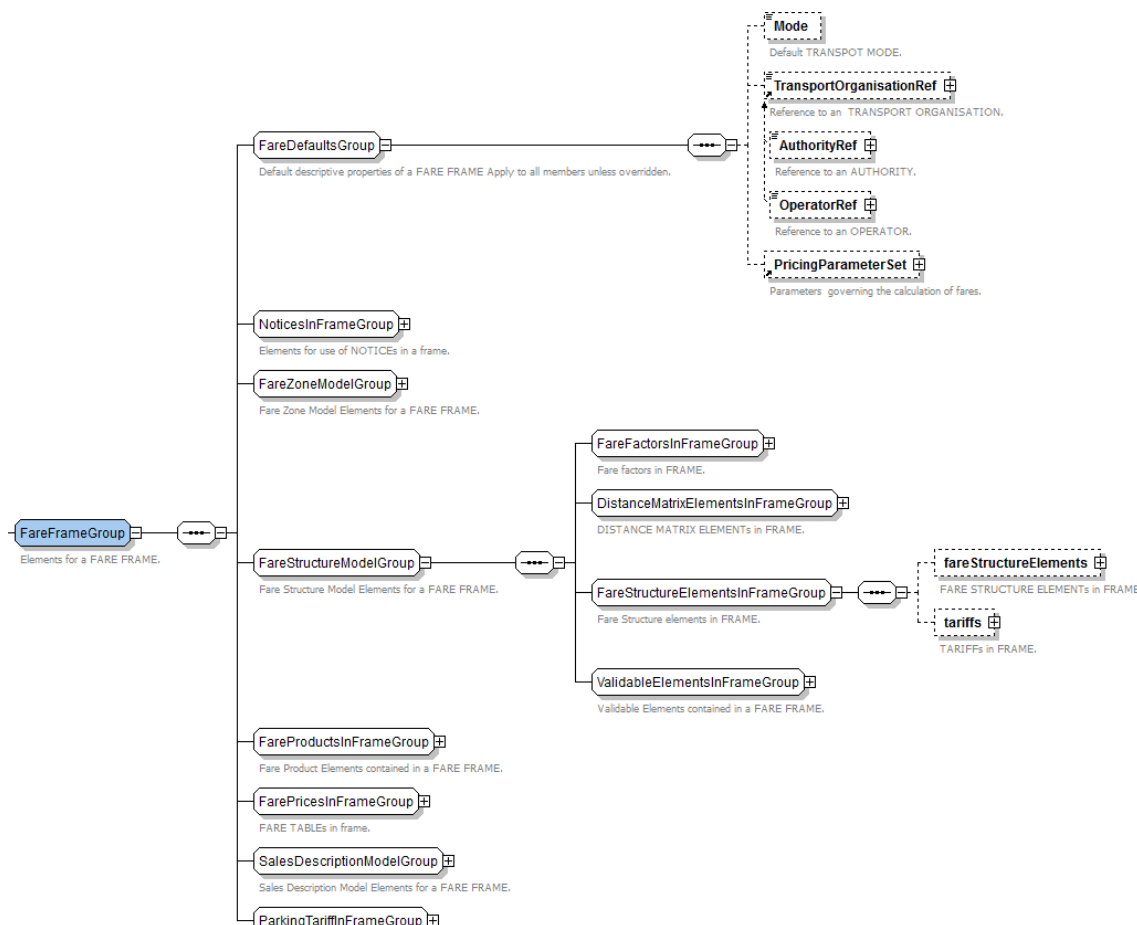 Mode
Default TRANSPOT MODE.
TransportOrganisationRef
Reference to an TRANSPORT ORGANISATION.
FareDefaultsGroup
Default descriptive properties of a FARE FRAME Apply to all members unless overridden.
AuthorityRef
Reference to an AUTHORITY.
OperatorRef
Reference to an OPERATOR.
PricingParameterSet
Parameters governing the calculation of fares.
NoticesInFrameGroup
Elements for use of NOTICEs in a frame.
FareZoneModelGroup
Fare Zone Model Elements for a FARE FRAME.
FareFactorsInFrameGroup
Fare factors in FRAME.
DistanceMatrixElementsInFrameGroup
DISTANCE MATRIX ELEMENTs in FRAME.
FareFrameGroup
Elements for a FARE FRAME.
FareStructureModelGroup
Fare Structure Model Elements for a FARE FRAME.
FareStructureElementsInFrameGroup
Fare Structure elements in FRAME.
fareStructureElements
FARE STRUCTURE ELEMENTs in FRAME
tariffs
TARIFFs in FRAME.
ValidableElementsInFrameGroup
Validable Elements contained in a FARE FRAME.
FareProductsInFrameGroup
Fare Product Elements contained in a FARE FRAME.
FarePricesInFrameGroup
FARE TABLEs in frame.
SalesDescriptionModelGroup
Sales Description Model Elements for a FARE FRAME.
ParkingTariffInFrameGroup